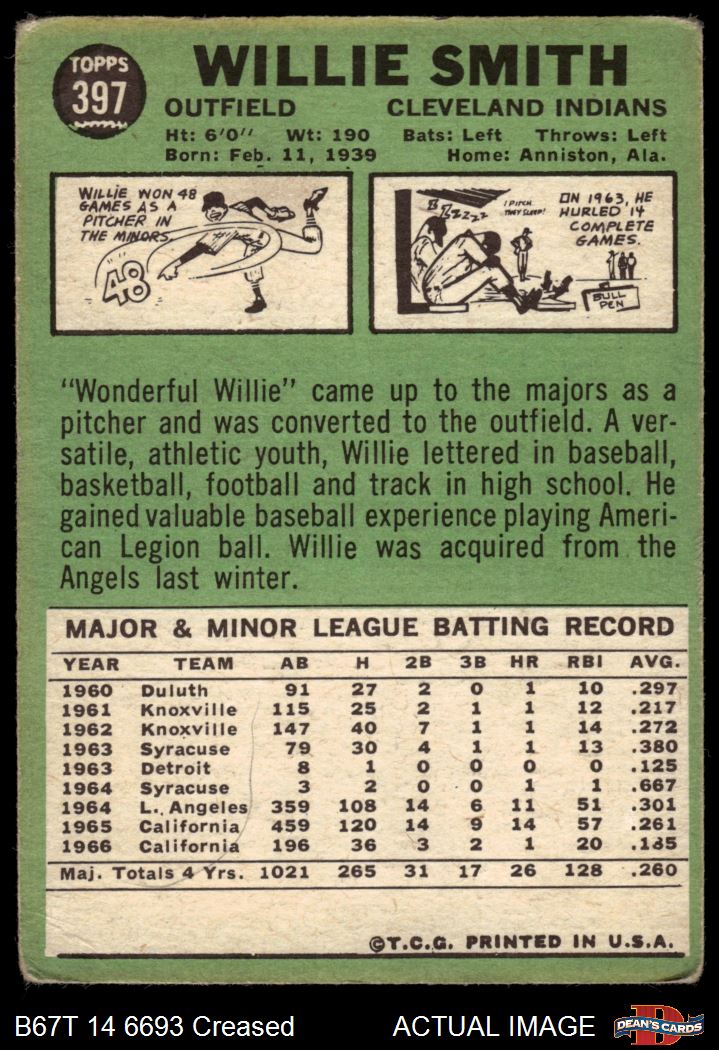 TOPPS
397
WILLIE SMITH
OUTFIELD CLEVELAND INDIANS
Ht: 6'0" Wt: 190 Bats: Left Throws: Left
Born: Feb. 11, 1939 Home: Anniston, Ala.
WILLIE WON 48
GAMES AS A
PITCHER IN
THE MINORS
48
BZZZZZ
I PITCH
THEY SLEEP!
IN 1963, HE
HURLED 14
COMPLETE
GAMES.
BULL
PEN
"Wonderful Willie" came up to the majors as a
pitcher and was converted to the outfield. A ver-
satile, athletic youth, Willie lettered in baseball,
basketball, football and track in high school. He
gained valuable baseball experience playing Ameri-
can Legion ball. Willie was acquired from the
Angels last winter.
MAJOR & MINOR LEAGUE BATTING RECORD
YEAR TEAM AB H 2B 3B HR RBI AVG.
1960 Duluth 91 27 2 0 1 10 .297
1961 Knoxville 115 25 2 1 1 12 .217
1962 Knoxville 147 40 7 1 1 14 .272
1963 Syracuse 79 30 4 1 1 13 .380
1963 Detroit 8 1 0 0 0 0 .125
1964 Syracuse 3 2 0 0 1 1 .667
1964 L. Angeles 359 108 14 6 11 51 .301
1965 California 459 120 14 9 14 57 .261
1966 California 196 36 3 2 1 20 .185
Maj. Totals 4 Yrs. 1021 265 31 17 26 128 .260
©T.C.G. PRINTED IN U.S.A.
B67T 14 6693 Creased ACTUAL IMAGE
D
DEAN'S CARDS